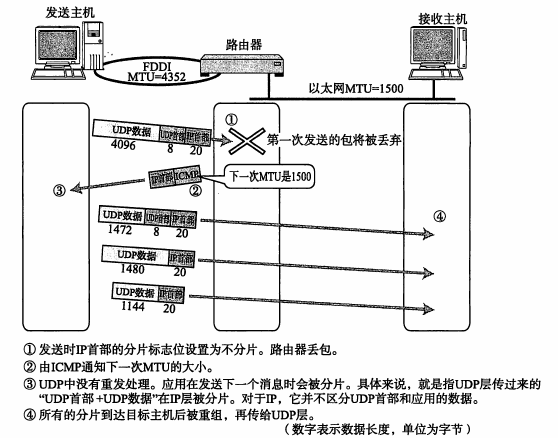 发送主机
接收主机
路由器
FDDI
MTU=4352
以太网MTU=1500
①
UDP数据 UDP首部 IP首部
4096 8 20
第一次发送的包将被丢弃
IP首部 ICMP
下一次MTU是1500
③
②
④
UDP数据 UDP首部 IP首部
1472 8 20
UDP数据 IP首部
1480 20
UDP数据 IP首部
1144 20
① 发送时IP首部的分片标志位设置为不分片。路由器丢包。
② 由ICMP通知下一次MTU的大小。
③ UDP中没有重发处理。应用在发送下一个消息时会被分片。具体来说，就是指UDP层传过来的
“UDP首部+UDP数据”在IP层被分片。对于IP，它并不区分UDP首部和应用的数据。
④ 所有的分片到达目标主机后被重组，再传给UDP层。
（数字表示数据长度，单位为字节）